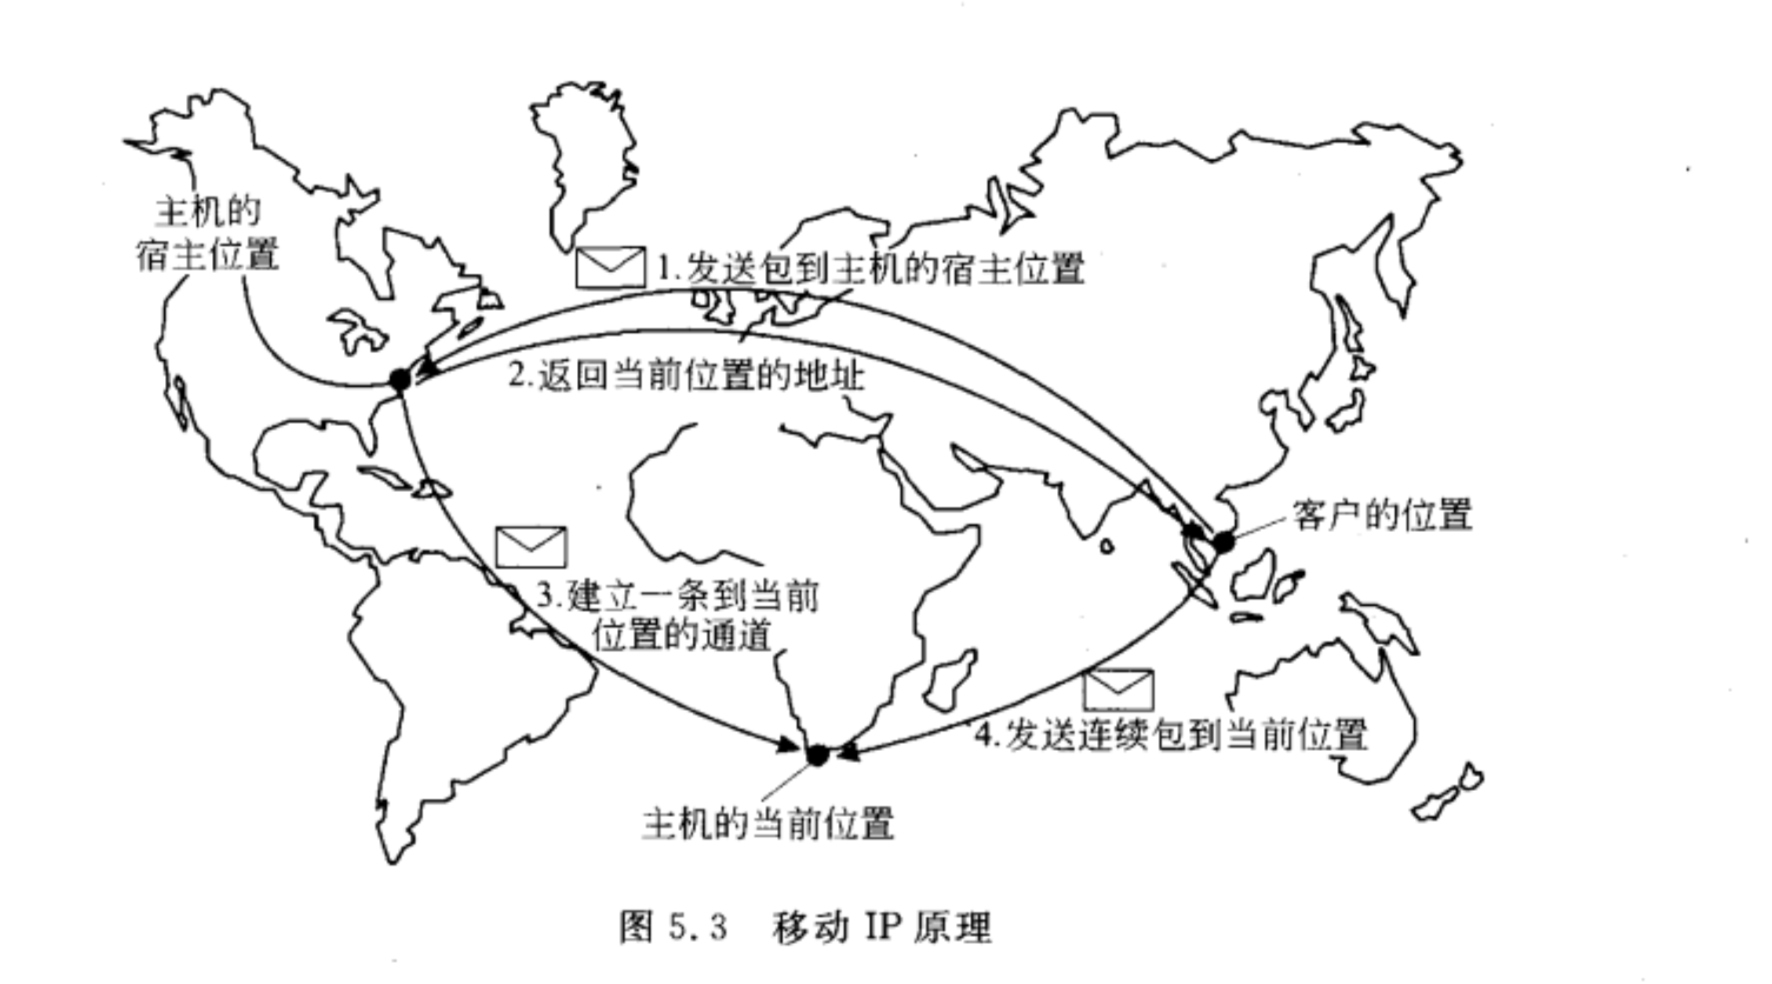 主机的
宿主位置
1.发送包到主机的宿主位置
2.返回当前位置的地址
客户的位置
3.建立一条到当前
位置的通道
4.发送连续包到当前位置
主机的当前位置
图 5.3 移动 IP 原理